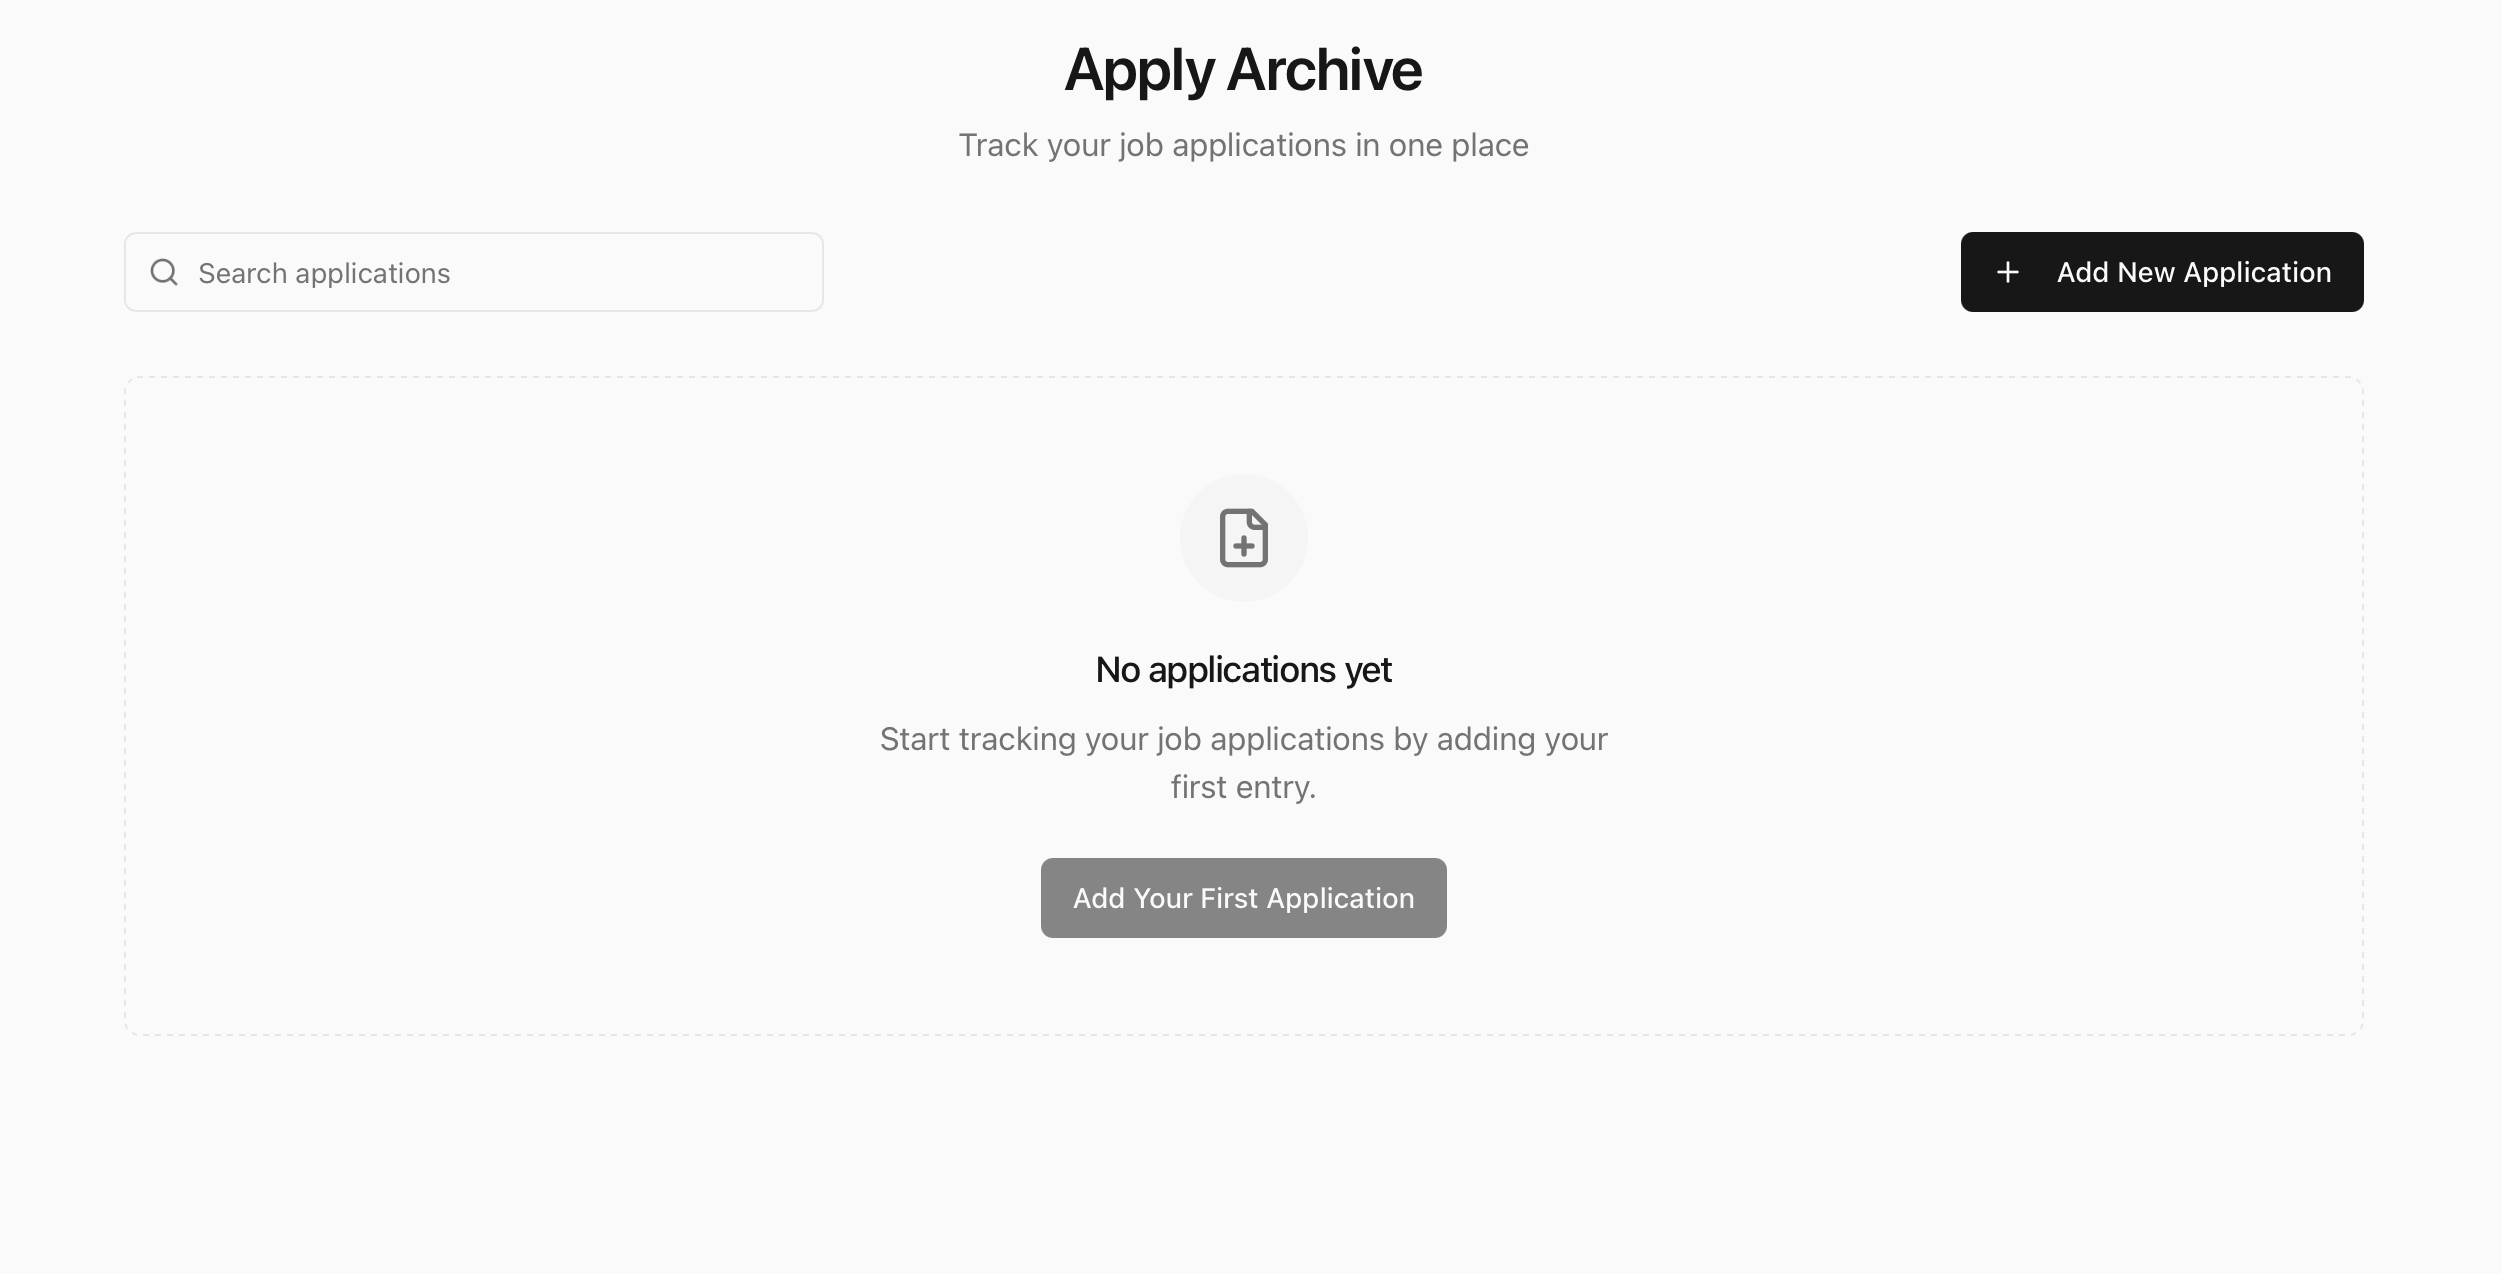 Apply Archive
Track your job applications in one place
Search applications
Add New Application
No applications yet
Start tracking your job applications by adding your
first entry.
Add Your First Application